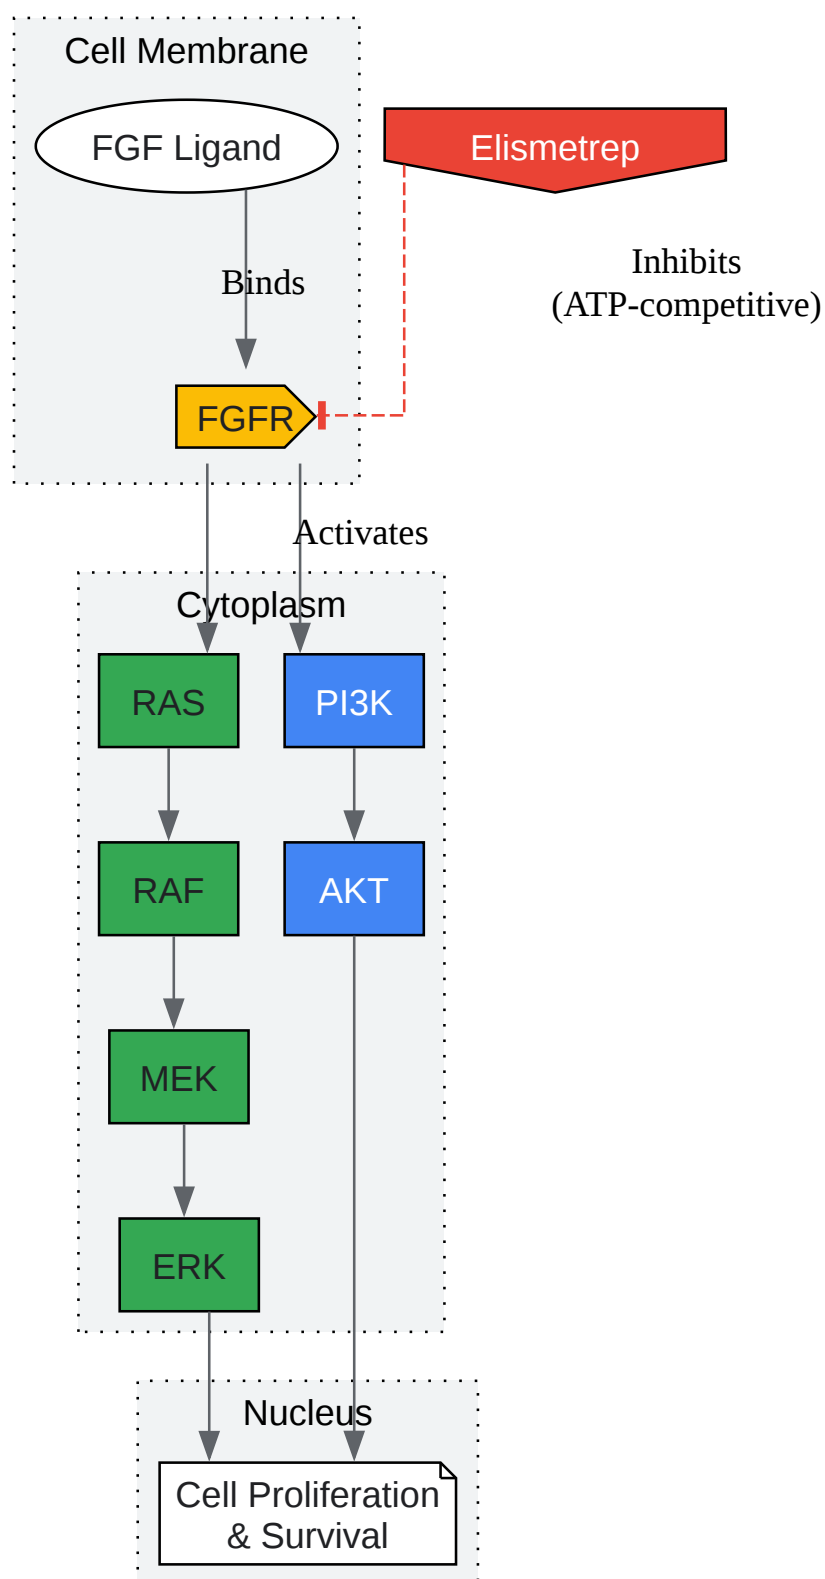 Cell Membrane
FGF Ligand
Elismetrep
Binds
Inhibits
(ATP-competitive)
FGFR
Activates
Cytoplasm
RAS
PI3K
RAF
AKT
MEK
ERK
Nucleus
Cell Proliferation
& Survival